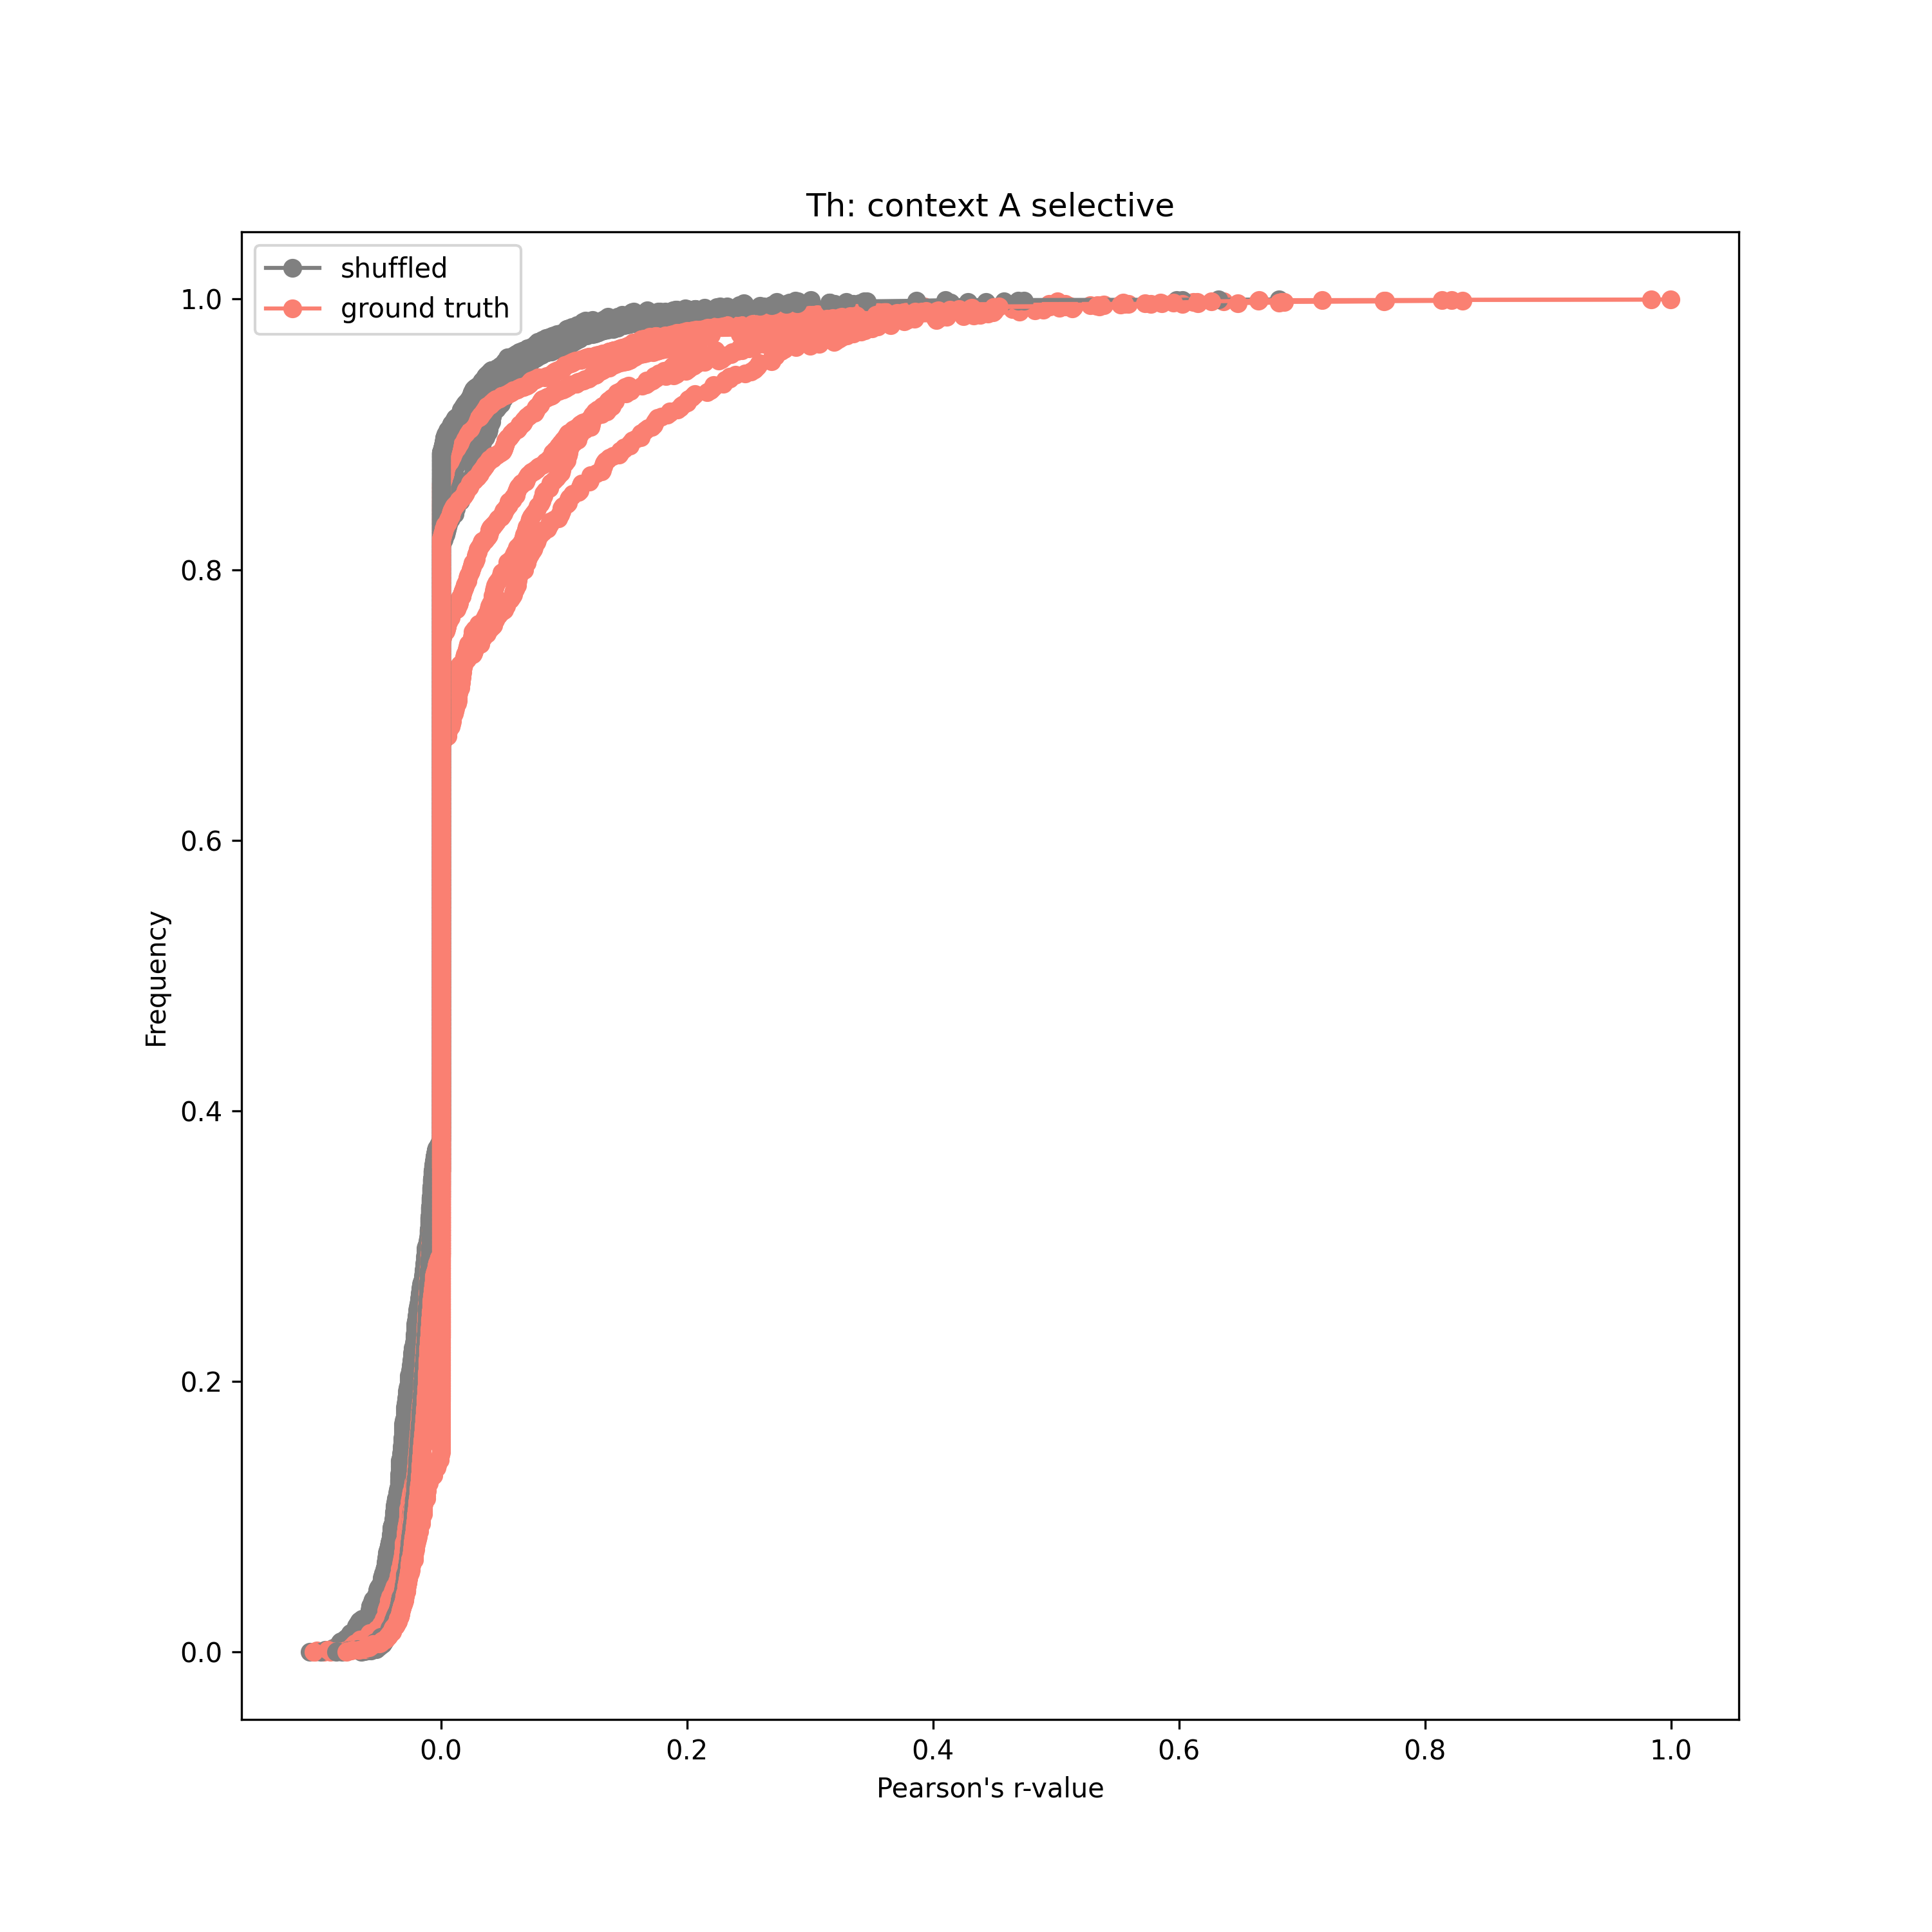 Th: context A selective
shuffled
ground truth
1.0
0.8
0.6
0.4
0.2
0.0
Frequency
0.0 0.2 0.4 0.6 0.8 1.0
Pearson's r-value